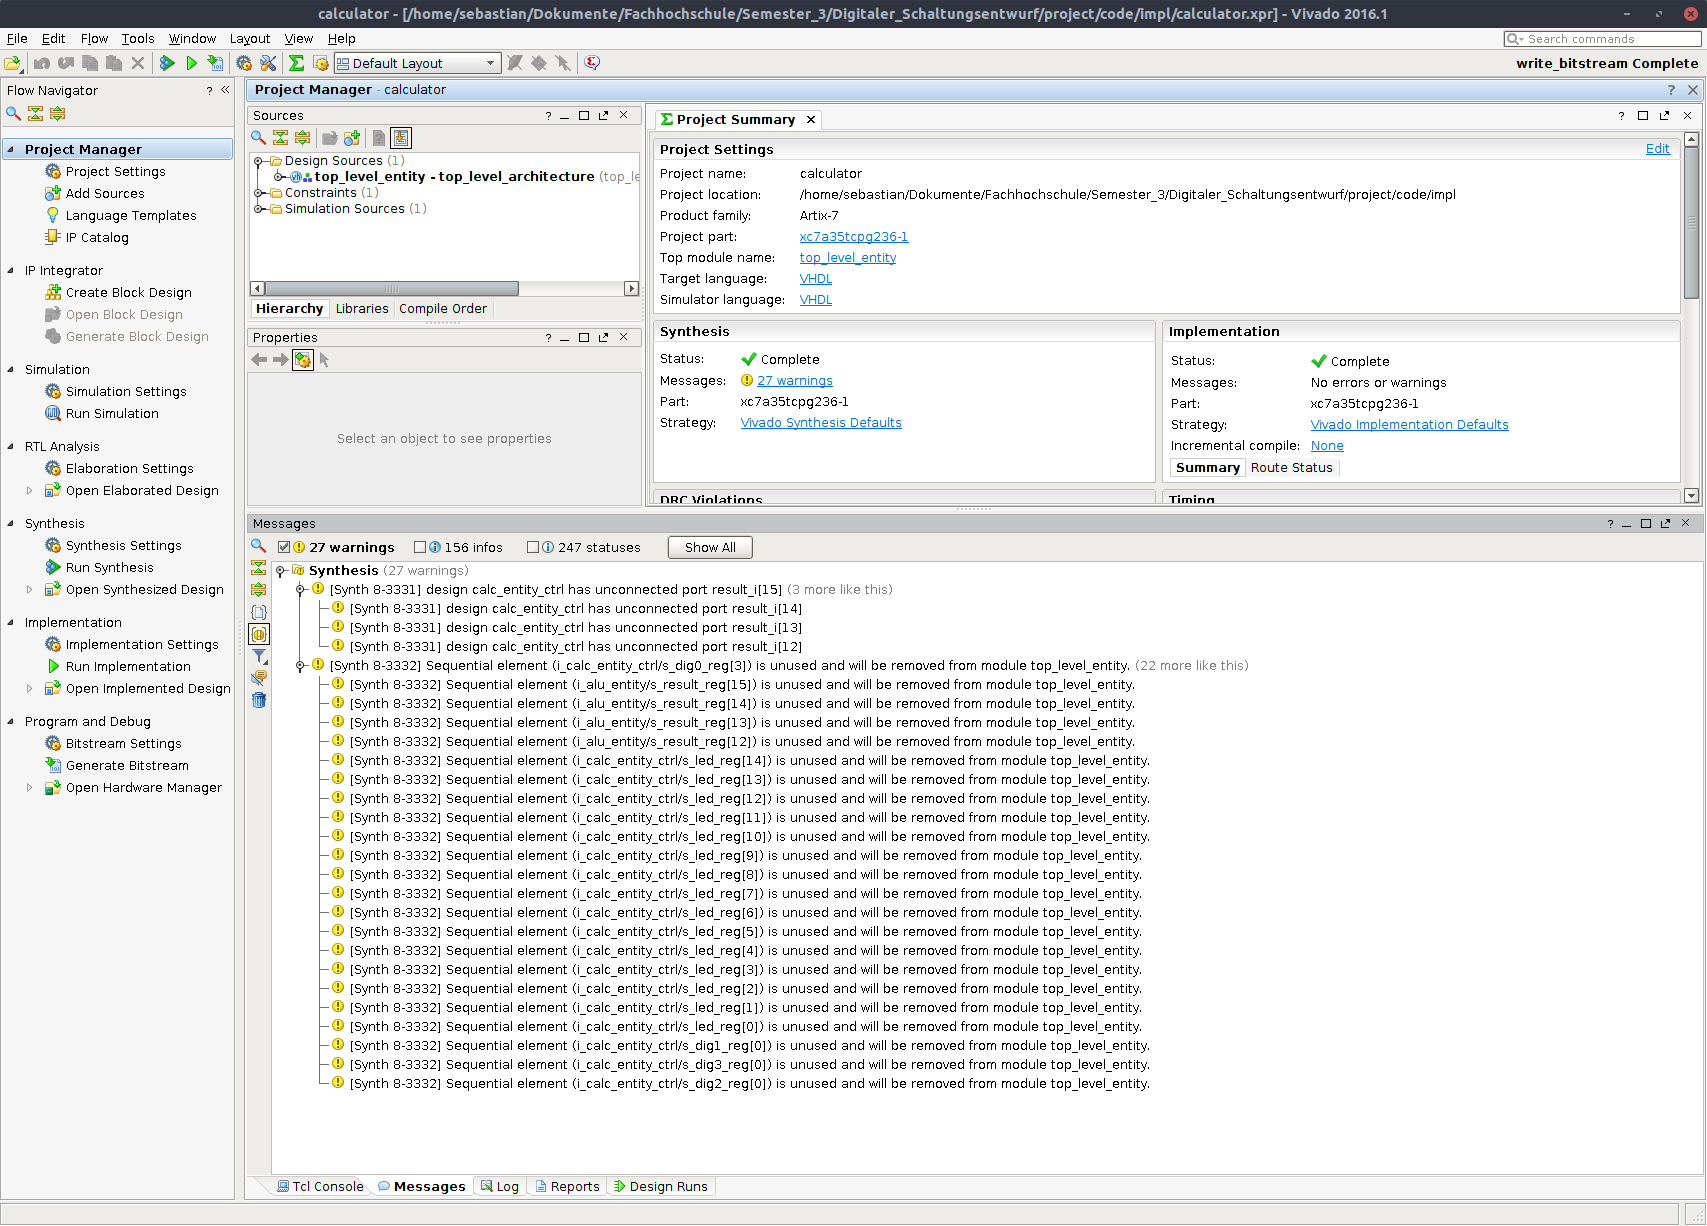 calculator - [/home/sebastian/Dokumente/Fachhochschule/Semester_3/Digitaler_Schaltungsentwurf/project/code/impl/calculator.xpr] - Vivado 2016.1
File Edit Flow Tools Window Layout View Help
Search commands
Default Layout
write_bitstream Complete
Flow Navigator
Project Manager
Project Settings
Add Sources
Language Templates
IP Catalog
IP Integrator
Create Block Design
Open Block Design
Generate Block Design
Simulation
Simulation Settings
Run Simulation
RTL Analysis
Elaboration Settings
Open Elaborated Design
Synthesis
Synthesis Settings
Run Synthesis
Open Synthesized Design
Implementation
Implementation Settings
Run Implementation
Open Implemented Design
Program and Debug
Bitstream Settings
Generate Bitstream
Open Hardware Manager
Project Manager - calculator
Sources
Design Sources (1)
top_level_entity - top_level_architecture (top_le
Constraints (1)
Simulation Sources (1)
Hierarchy Libraries Compile Order
Properties
Select an object to see properties
Project Summary
Project Settings Edit
Project name: calculator
Project location: /home/sebastian/Dokumente/Fachhochschule/Semester_3/Digitaler_Schaltungsentwurf/project/code/impl
Product family: Artix-7
Project part: xc7a35tcpg236-1
Top module name: top_level_entity
Target language: VHDL
Simulator language: VHDL
Synthesis
Status: Complete
Messages: 27 warnings
Part: xc7a35tcpg236-1
Strategy: Vivado Synthesis Defaults
Implementation
Status: Complete
Messages: No errors or warnings
Part: xc7a35tcpg236-1
Strategy: Vivado Implementation Defaults
Incremental compile: None
Summary Route Status
DRC Violations
Timing
Messages
27 warnings 156 infos 247 statuses Show All
Synthesis (27 warnings)
[Synth 8-3331] design calc_entity_ctrl has unconnected port result_i[15] (3 more like this)
[Synth 8-3331] design calc_entity_ctrl has unconnected port result_i[14]
[Synth 8-3331] design calc_entity_ctrl has unconnected port result_i[13]
[Synth 8-3331] design calc_entity_ctrl has unconnected port result_i[12]
[Synth 8-3332] Sequential element (i_calc_entity_ctrl/s_dig0_reg[3]) is unused and will be removed from module top_level_entity. (22 more like this)
[Synth 8-3332] Sequential element (i_alu_entity/s_result_reg[15]) is unused and will be removed from module top_level_entity.
[Synth 8-3332] Sequential element (i_alu_entity/s_result_reg[14]) is unused and will be removed from module top_level_entity.
[Synth 8-3332] Sequential element (i_alu_entity/s_result_reg[13]) is unused and will be removed from module top_level_entity.
[Synth 8-3332] Sequential element (i_alu_entity/s_result_reg[12]) is unused and will be removed from module top_level_entity.
[Synth 8-3332] Sequential element (i_calc_entity_ctrl/s_led_reg[14]) is unused and will be removed from module top_level_entity.
[Synth 8-3332] Sequential element (i_calc_entity_ctrl/s_led_reg[13]) is unused and will be removed from module top_level_entity.
[Synth 8-3332] Sequential element (i_calc_entity_ctrl/s_led_reg[12]) is unused and will be removed from module top_level_entity.
[Synth 8-3332] Sequential element (i_calc_entity_ctrl/s_led_reg[11]) is unused and will be removed from module top_level_entity.
[Synth 8-3332] Sequential element (i_calc_entity_ctrl/s_led_reg[10]) is unused and will be removed from module top_level_entity.
[Synth 8-3332] Sequential element (i_calc_entity_ctrl/s_led_reg[9]) is unused and will be removed from module top_level_entity.
[Synth 8-3332] Sequential element (i_calc_entity_ctrl/s_led_reg[8]) is unused and will be removed from module top_level_entity.
[Synth 8-3332] Sequential element (i_calc_entity_ctrl/s_led_reg[7]) is unused and will be removed from module top_level_entity.
[Synth 8-3332] Sequential element (i_calc_entity_ctrl/s_led_reg[6]) is unused and will be removed from module top_level_entity.
[Synth 8-3332] Sequential element (i_calc_entity_ctrl/s_led_reg[5]) is unused and will be removed from module top_level_entity.
[Synth 8-3332] Sequential element (i_calc_entity_ctrl/s_led_reg[4]) is unused and will be removed from module top_level_entity.
[Synth 8-3332] Sequential element (i_calc_entity_ctrl/s_led_reg[3]) is unused and will be removed from module top_level_entity.
[Synth 8-3332] Sequential element (i_calc_entity_ctrl/s_led_reg[2]) is unused and will be removed from module top_level_entity.
[Synth 8-3332] Sequential element (i_calc_entity_ctrl/s_led_reg[1]) is unused and will be removed from module top_level_entity.
[Synth 8-3332] Sequential element (i_calc_entity_ctrl/s_led_reg[0]) is unused and will be removed from module top_level_entity.
[Synth 8-3332] Sequential element (i_calc_entity_ctrl/s_dig1_reg[0]) is unused and will be removed from module top_level_entity.
[Synth 8-3332] Sequential element (i_calc_entity_ctrl/s_dig3_reg[0]) is unused and will be removed from module top_level_entity.
[Synth 8-3332] Sequential element (i_calc_entity_ctrl/s_dig2_reg[0]) is unused and will be removed from module top_level_entity.
Tcl Console Messages Log Reports Design Runs